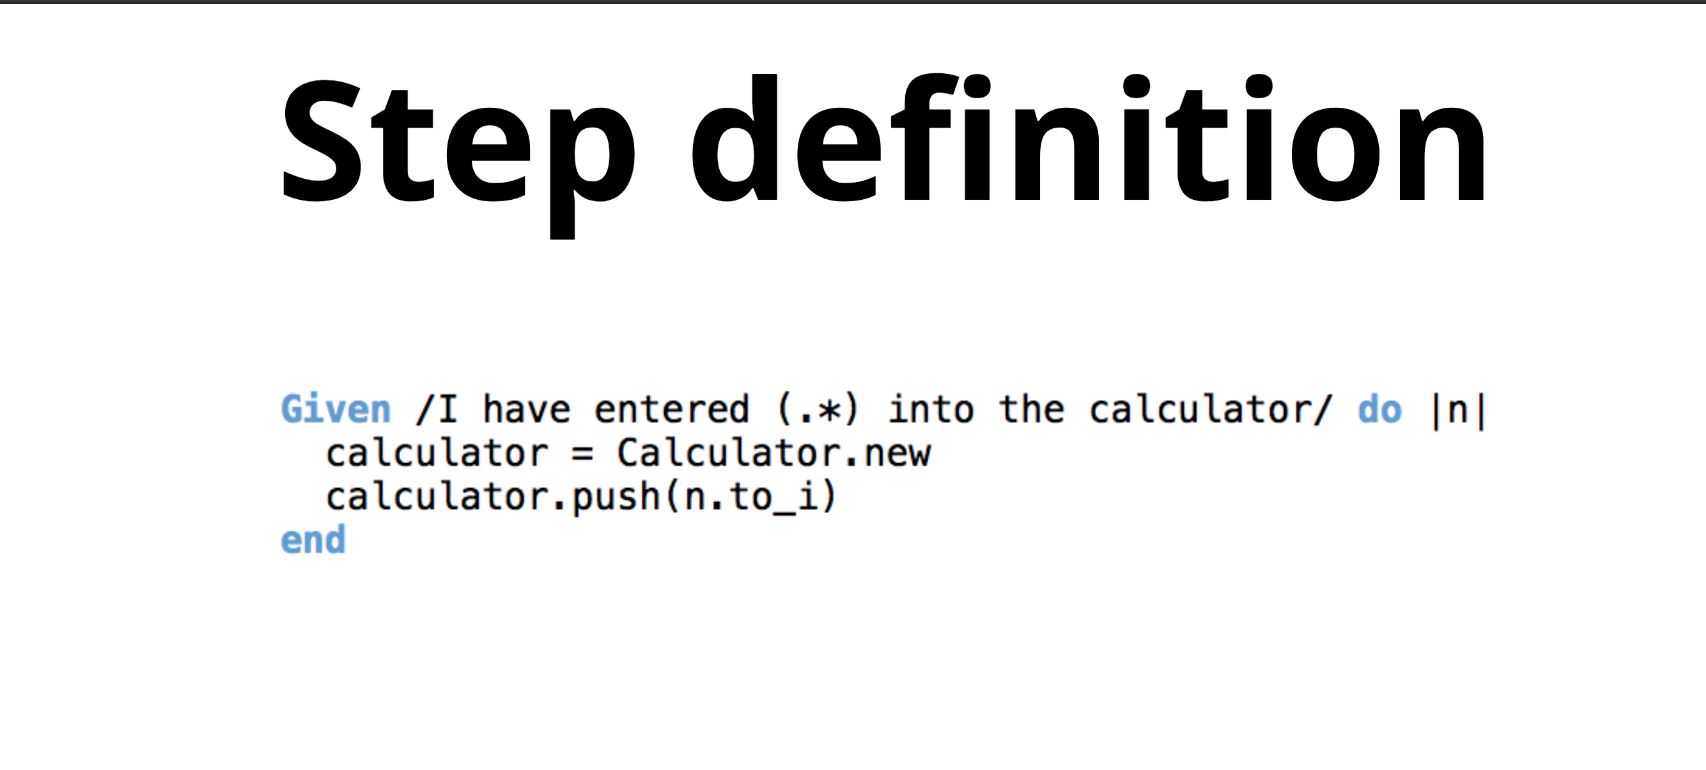 Step definition
Given /I have entered (.*) into the calculator/ do |n|
  calculator = Calculator.new
  calculator.push(n.to_i)
end